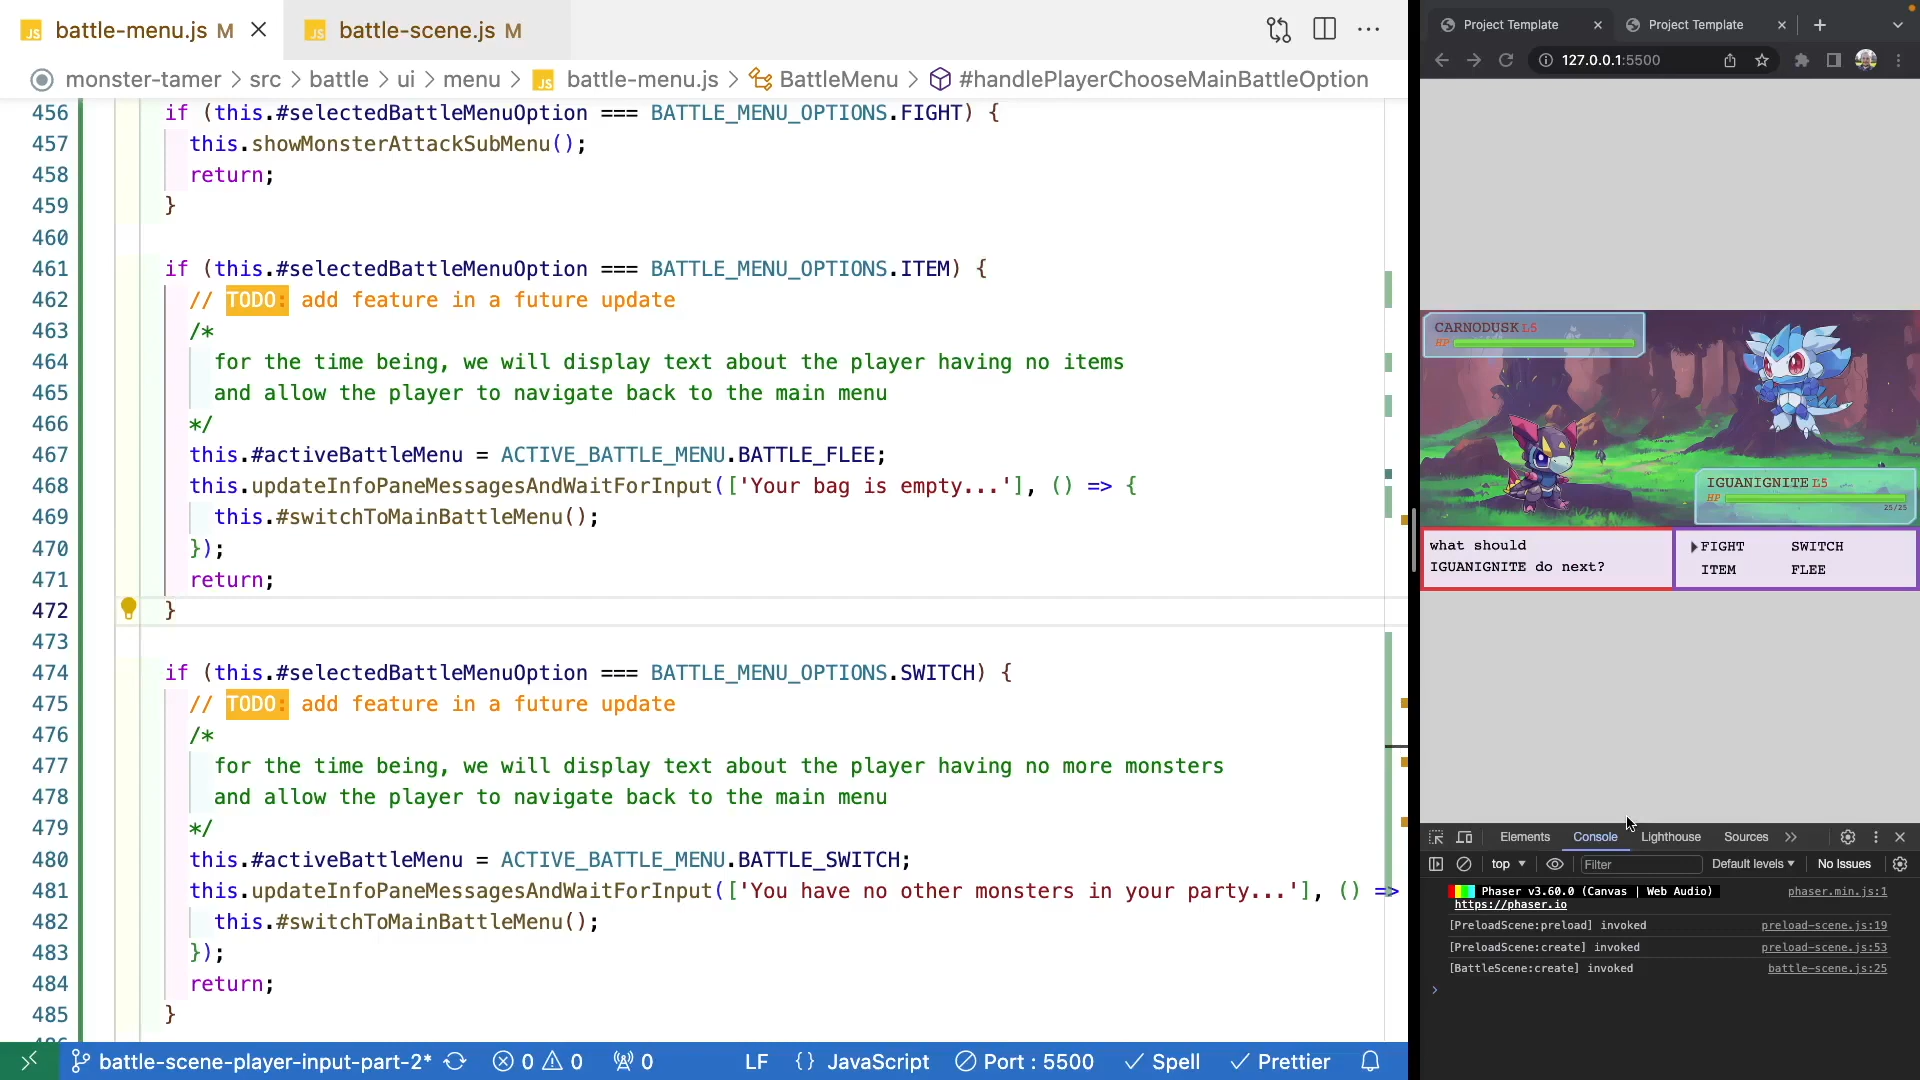 battle-menu.js M
battle-scene.js M
monster-tamer > src > battle > ui > menu > battle-menu.js > BattleMenu > #handlePlayerChooseMainBattleOption
456 if (this.#selectedBattleMenuOption === BATTLE_MENU_OPTIONS.FIGHT) {
457 this.showMonsterAttackSubMenu();
458 return;
459 }
460
461 if (this.#selectedBattleMenuOption === BATTLE_MENU_OPTIONS.ITEM) {
462 // TODO: add feature in a future update
463 /*
464 for the time being, we will display text about the player having no items
465 and allow the player to navigate back to the main menu
466 */
467 this.#activeBattleMenu = ACTIVE_BATTLE_MENU.BATTLE_FLEE;
468 this.updateInfoPaneMessagesAndWaitForInput(['Your bag is empty...'], () => {
469 this.#switchToMainBattleMenu();
470 });
471 return;
472 }
473
474 if (this.#selectedBattleMenuOption === BATTLE_MENU_OPTIONS.SWITCH) {
475 // TODO: add feature in a future update
476 /*
477 for the time being, we will display text about the player having no more monsters
478 and allow the player to navigate back to the main menu
479 */
480 this.#activeBattleMenu = ACTIVE_BATTLE_MENU.BATTLE_SWITCH;
481 this.updateInfoPaneMessagesAndWaitForInput(['You have no other monsters in your party...'], () =>
482 this.#switchToMainBattleMenu();
483 });
484 return;
485 }
battle-scene-player-input-part-2* 0 0 0 LF {} JavaScript Port : 5500 Spell Prettier
Project Template
Project Template
127.0.0.1:5500
CARNODUSK L5
HP
IGUANIGNITE L5
HP
25/25
what should
IGUANIGNITE do next?
FIGHT SWITCH
ITEM FLEE
Elements Console Lighthouse Sources
top Filter Default levels No Issues
Phaser v3.60.0 (Canvas | Web Audio) phaser.min.js:1
https://phaser.io
[PreloadScene:preload] invoked preload-scene.js:19
[PreloadScene:create] invoked preload-scene.js:53
[BattleScene:create] invoked battle-scene.js:25